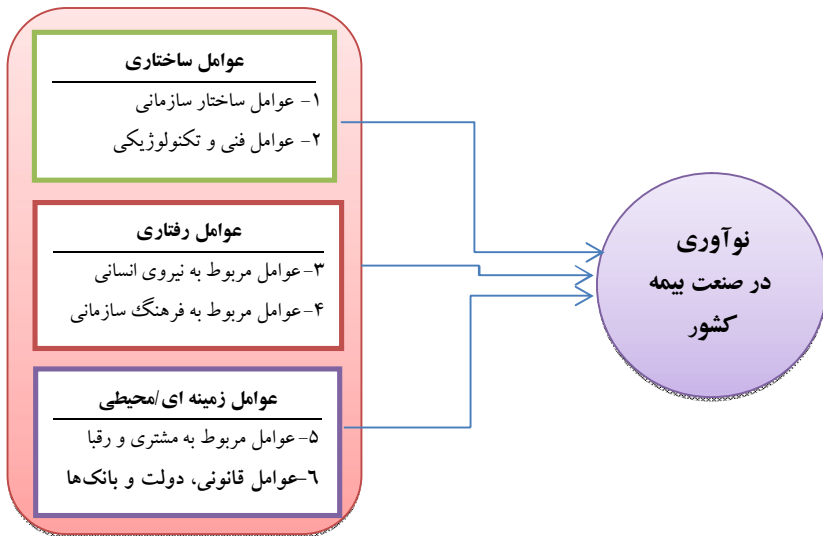 عوامل ساختاری
۱- عوامل ساختار سازمانی
۲- عوامل فنی و تکنولوژیکی
عوامل رفتاری
۳-عوامل مربوط به نیروی انسانی
۴-عوامل مربوط به فرهنگ سازمانی
عوامل زمینه ای/محیطی
۵-عوامل مربوط به مشتری و رقبا
۶-عوامل قانونی، دولت و بانک‌ها
نوآوری
در صنعت بیمه
کشور